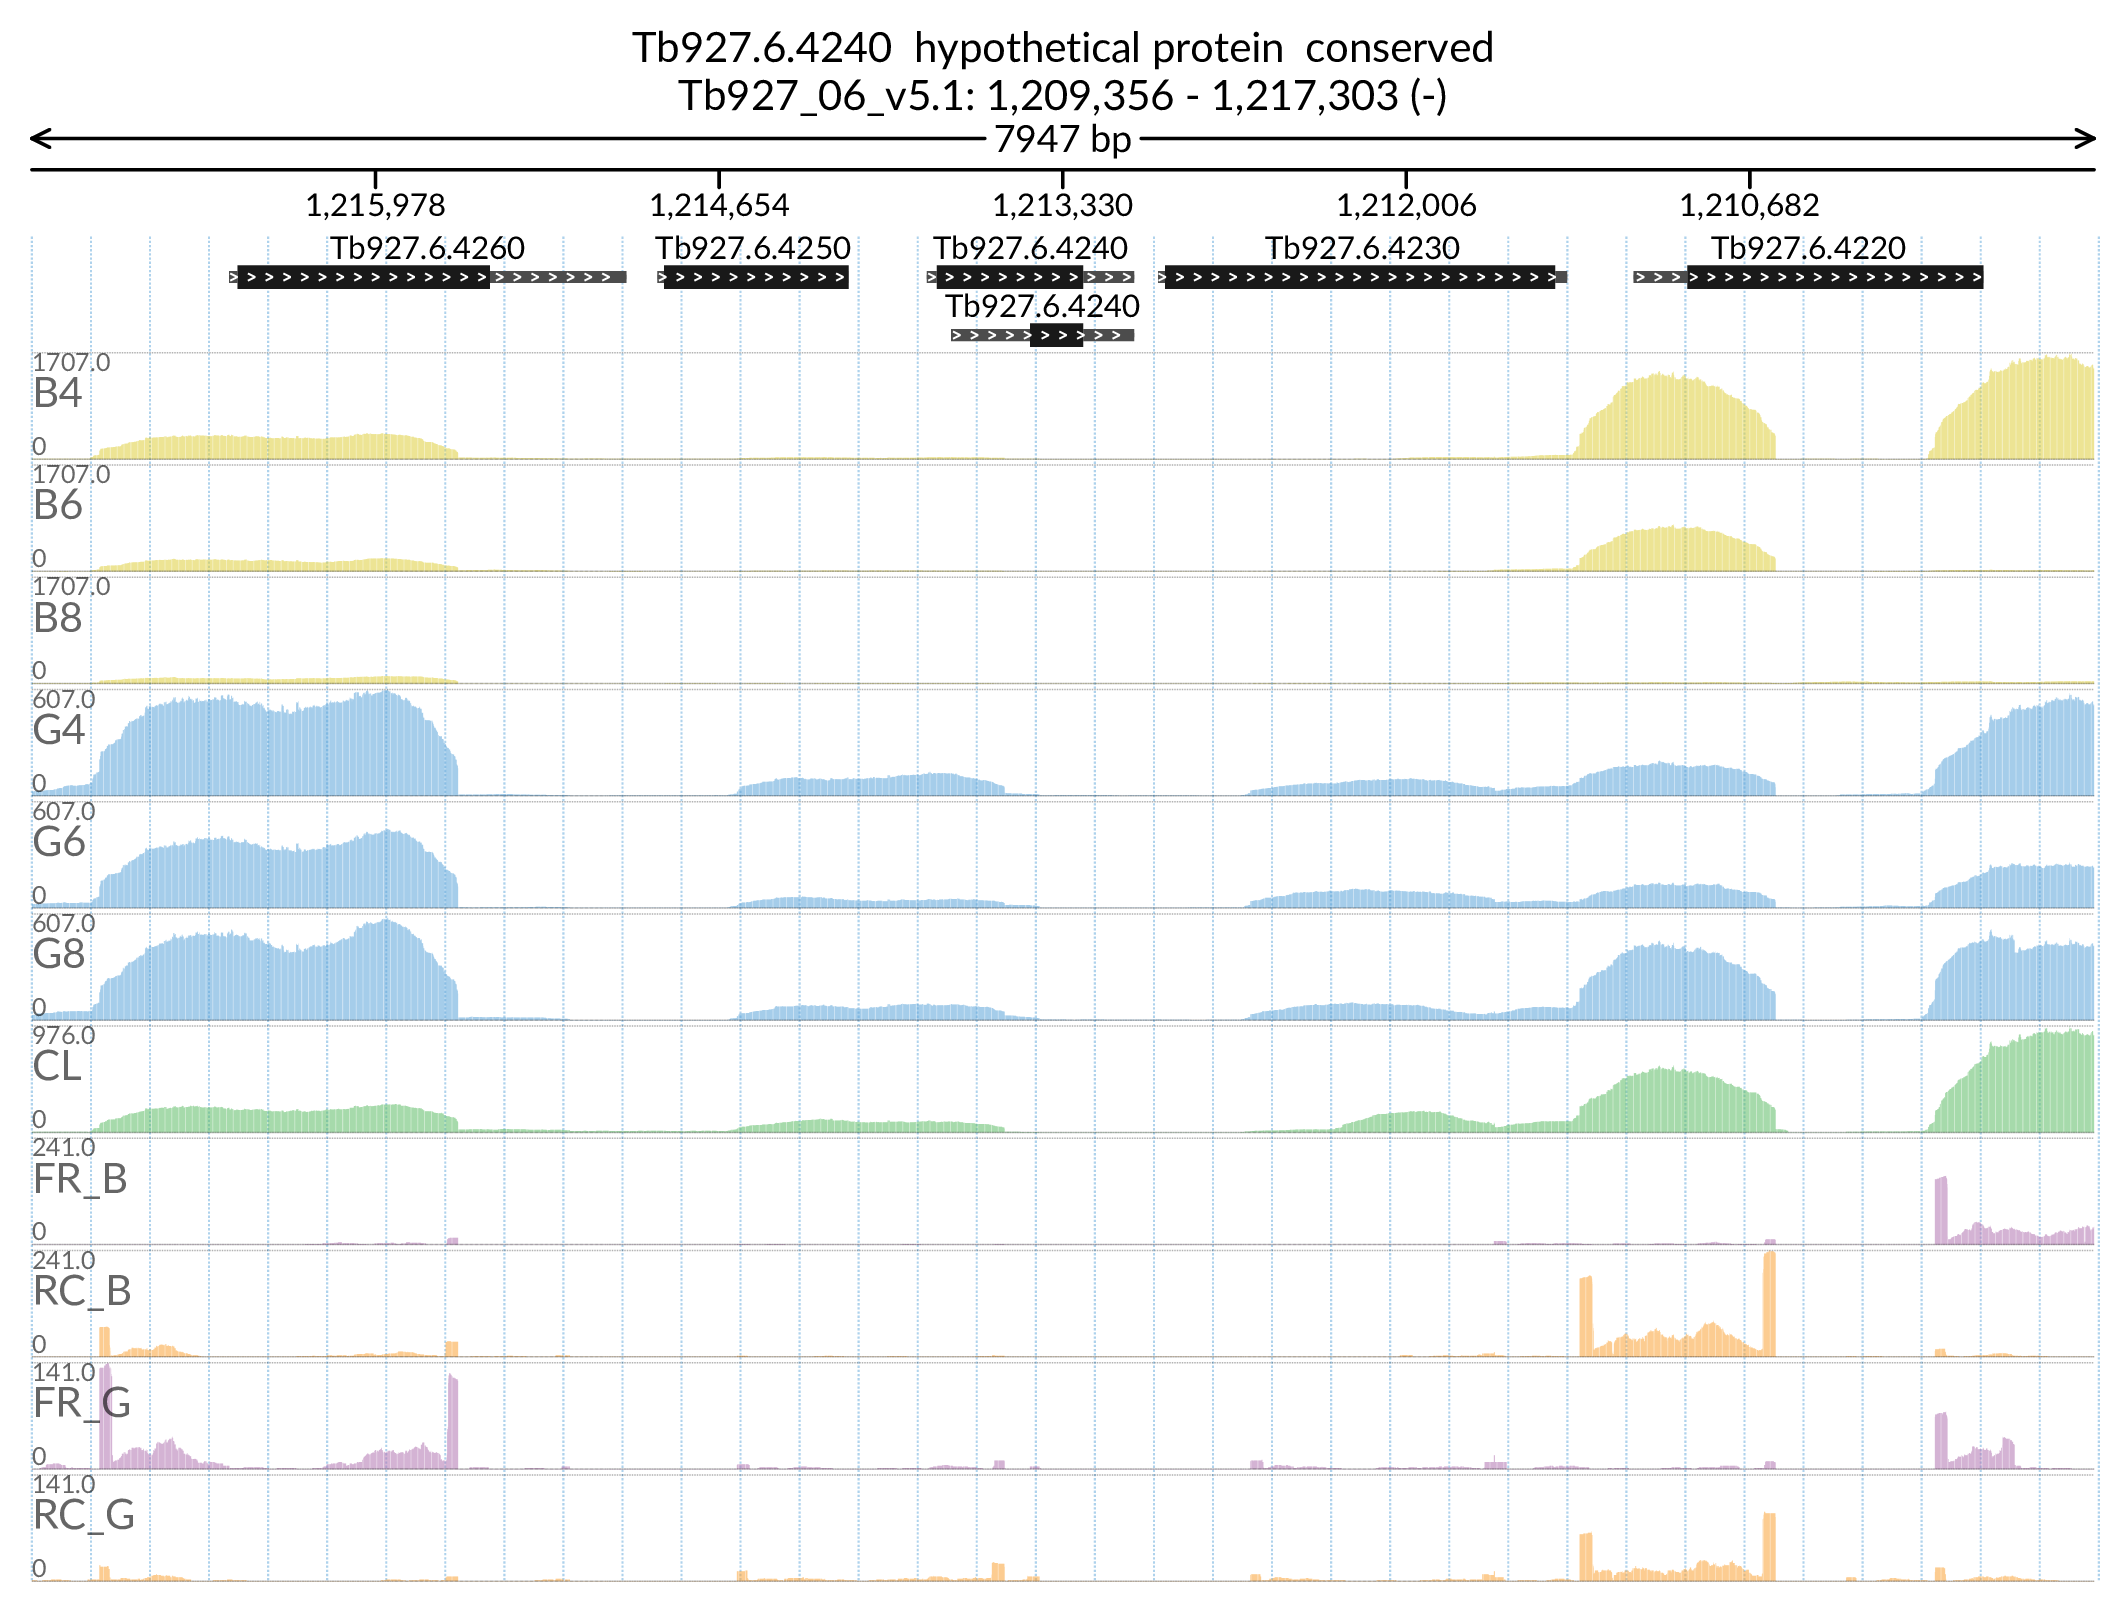 Tb927.6.4240  hypothetical protein  conserved
Tb927_06_v5.1: 1,209,356 - 1,217,303 (-)
7947 bp
1,215,978 1,214,654 1,213,330 1,212,006 1,210,682
Tb927.6.4260 Tb927.6.4250 Tb927.6.4240 Tb927.6.4230 Tb927.6.4220
Tb927.6.4240
1707.0
B4
0
1707.0
B6
0
1707.0
B8
0
607.0
G4
0
607.0
G6
0
607.0
G8
0
976.0
CL
0
241.0
FR_B
0
241.0
RC_B
0
141.0
FR_G
0
141.0
RC_G
0